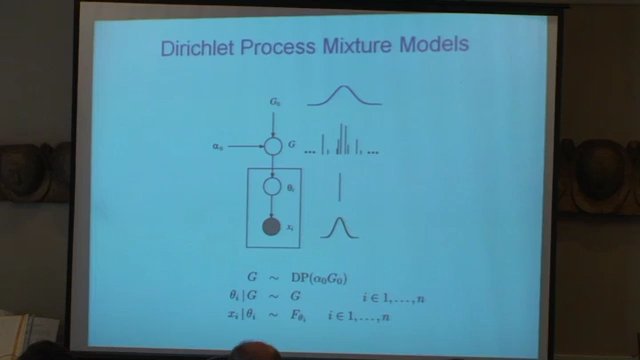 Dirichlet Process Mixture Models
G₀
α₀ G
θᵢ
xᵢ
G ∼ DP(α₀G₀)
θᵢ|G ∼ G i ∈ 1,...,n
xᵢ|θᵢ ∼ F_θᵢ i ∈ 1,...,n